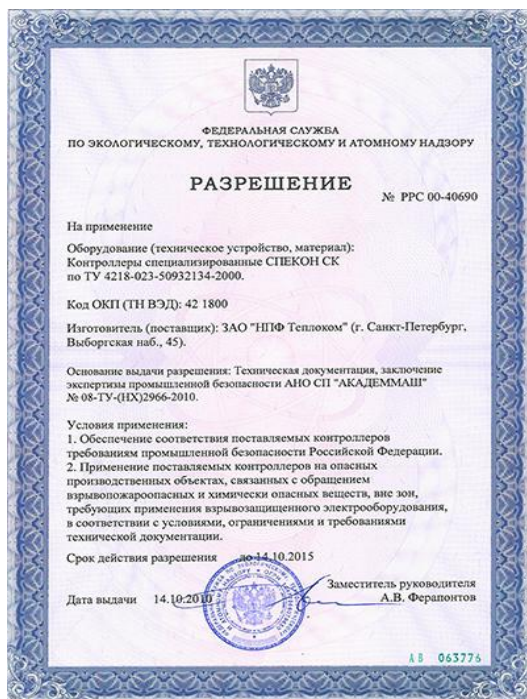 ФЕДЕРАЛЬНАЯ СЛУЖБА
ПО ЭКОЛОГИЧЕСКОМУ, ТЕХНОЛОГИЧЕСКОМУ И АТОМНОМУ НАДЗОРУ
РАЗРЕШЕНИЕ
№ РРС 00-40690
На применение
Оборудование (техническое устройство, материал):
Контроллеры специализированные СПЕКОН СК
по ТУ 4218-023-50932134-2000.
Код ОКП (ТН ВЭД): 42 1800
Изготовитель (поставщик): ЗАО "НПФ Теплоком" (г. Санкт-Петербург,
Выборгская наб., 45).
Основание выдачи разрешения: Техническая документация, заключение
экспертизы промышленной безопасности АНО СП "АКАДЕММАШ"
№ 08-ТУ-(НХ)2966-2010.
Условия применения:
1. Обеспечение соответствия поставляемых контроллеров
требованиям промышленной безопасности Российской Федерации.
2. Применение поставляемых контроллеров на опасных
производственных объектах, связанных с обращением
взрывопожароопасных и химически опасных веществ, вне зон,
требующих применения взрывозащищенного электрооборудования,
в соответствии с условиями, ограничениями и требованиями
технической документации.
Срок действия разрешения до 14.10.2015
Заместитель руководителя
Дата выдачи 14.10.2010 А.В. Ферапонтов
АВ 063776